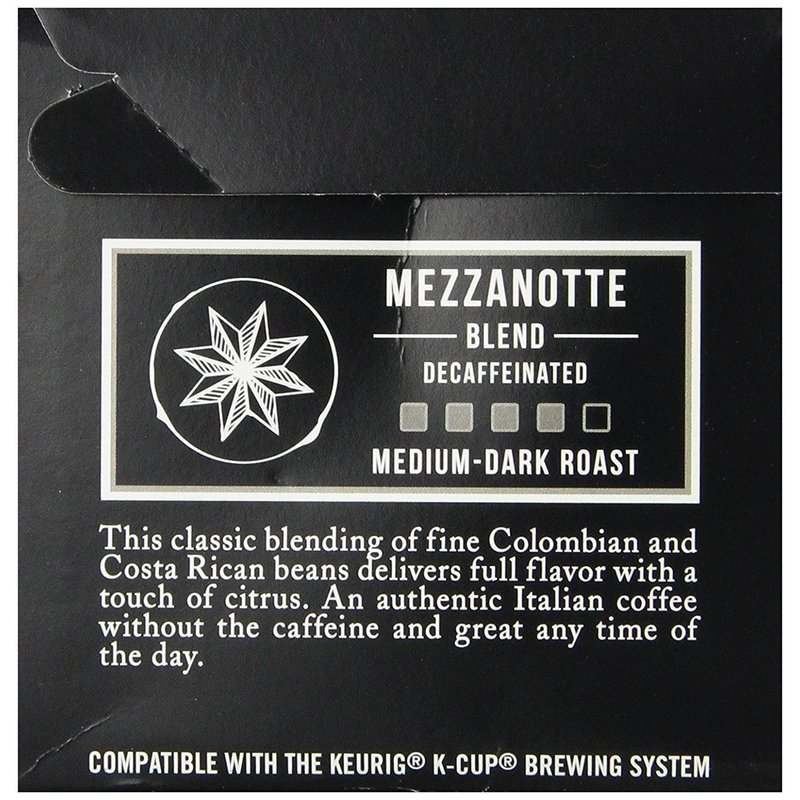 MEZZANOTTE
BLEND
DECAFFEINATED
MEDIUM-DARK ROAST
This classic blending of fine Colombian and
Costa Rican beans delivers full flavor with a
touch of citrus. An authentic Italian coffee
without the caffeine and great any time of
the day.
COMPATIBLE WITH THE KEURIG® K-CUP® BREWING SYSTEM